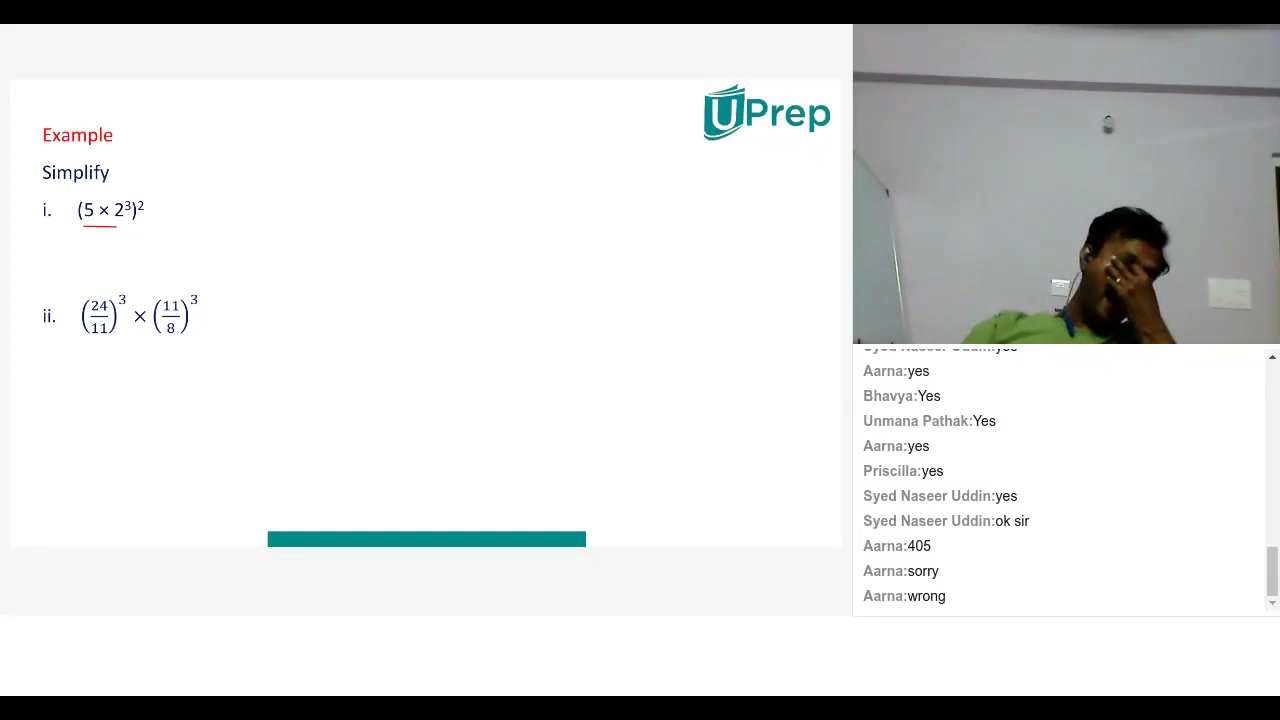 UPrep
Example
Simplify
i. (5 × 2³)²
ii. (24/11)³ × (11/8)³
Aarna:yes
Bhavya:Yes
Unmana Pathak:Yes
Aarna:yes
Priscilla:yes
Syed Naseer Uddin:yes
Syed Naseer Uddin:ok sir
Aarna:405
Aarna:sorry
Aarna:wrong